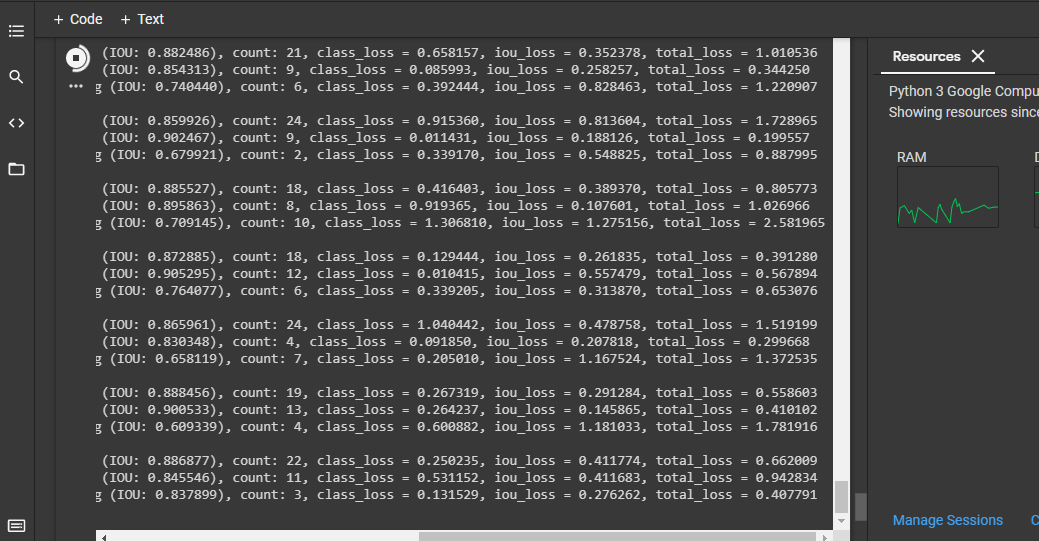 + Code + Text
(IOU: 0.882486), count: 21, class_loss = 0.658157, iou_loss = 0.352378, total_loss = 1.010536
(IOU: 0.854313), count: 9, class_loss = 0.085993, iou_loss = 0.258257, total_loss = 0.344250
g (IOU: 0.740440), count: 6, class_loss = 0.392444, iou_loss = 0.828463, total_loss = 1.220907
(IOU: 0.859926), count: 24, class_loss = 0.915360, iou_loss = 0.813604, total_loss = 1.728965
(IOU: 0.902467), count: 9, class_loss = 0.011431, iou_loss = 0.188126, total_loss = 0.199557
g (IOU: 0.679921), count: 2, class_loss = 0.339170, iou_loss = 0.548825, total_loss = 0.887995
(IOU: 0.885527), count: 18, class_loss = 0.416403, iou_loss = 0.389370, total_loss = 0.805773
(IOU: 0.895863), count: 8, class_loss = 0.919365, iou_loss = 0.107601, total_loss = 1.026966
g (IOU: 0.709145), count: 10, class_loss = 1.306810, iou_loss = 1.275156, total_loss = 2.581965
(IOU: 0.872885), count: 18, class_loss = 0.129444, iou_loss = 0.261835, total_loss = 0.391280
(IOU: 0.905295), count: 12, class_loss = 0.010415, iou_loss = 0.557479, total_loss = 0.567894
g (IOU: 0.764077), count: 6, class_loss = 0.339205, iou_loss = 0.313870, total_loss = 0.653076
(IOU: 0.865961), count: 24, class_loss = 1.040442, iou_loss = 0.478758, total_loss = 1.519199
(IOU: 0.830348), count: 4, class_loss = 0.091850, iou_loss = 0.207818, total_loss = 0.299668
g (IOU: 0.658119), count: 7, class_loss = 0.205010, iou_loss = 1.167524, total_loss = 1.372535
(IOU: 0.888456), count: 19, class_loss = 0.267319, iou_loss = 0.291284, total_loss = 0.558603
(IOU: 0.900533), count: 13, class_loss = 0.264237, iou_loss = 0.145865, total_loss = 0.410102
g (IOU: 0.609339), count: 4, class_loss = 0.600882, iou_loss = 1.181033, total_loss = 1.781916
(IOU: 0.886877), count: 22, class_loss = 0.250235, iou_loss = 0.411774, total_loss = 0.662009
(IOU: 0.845546), count: 11, class_loss = 0.531152, iou_loss = 0.411683, total_loss = 0.942834
g (IOU: 0.837899), count: 3, class_loss = 0.131529, iou_loss = 0.276262, total_loss = 0.407791
Resources
Python 3 Google Compu
Showing resources since
RAM
Manage Sessions